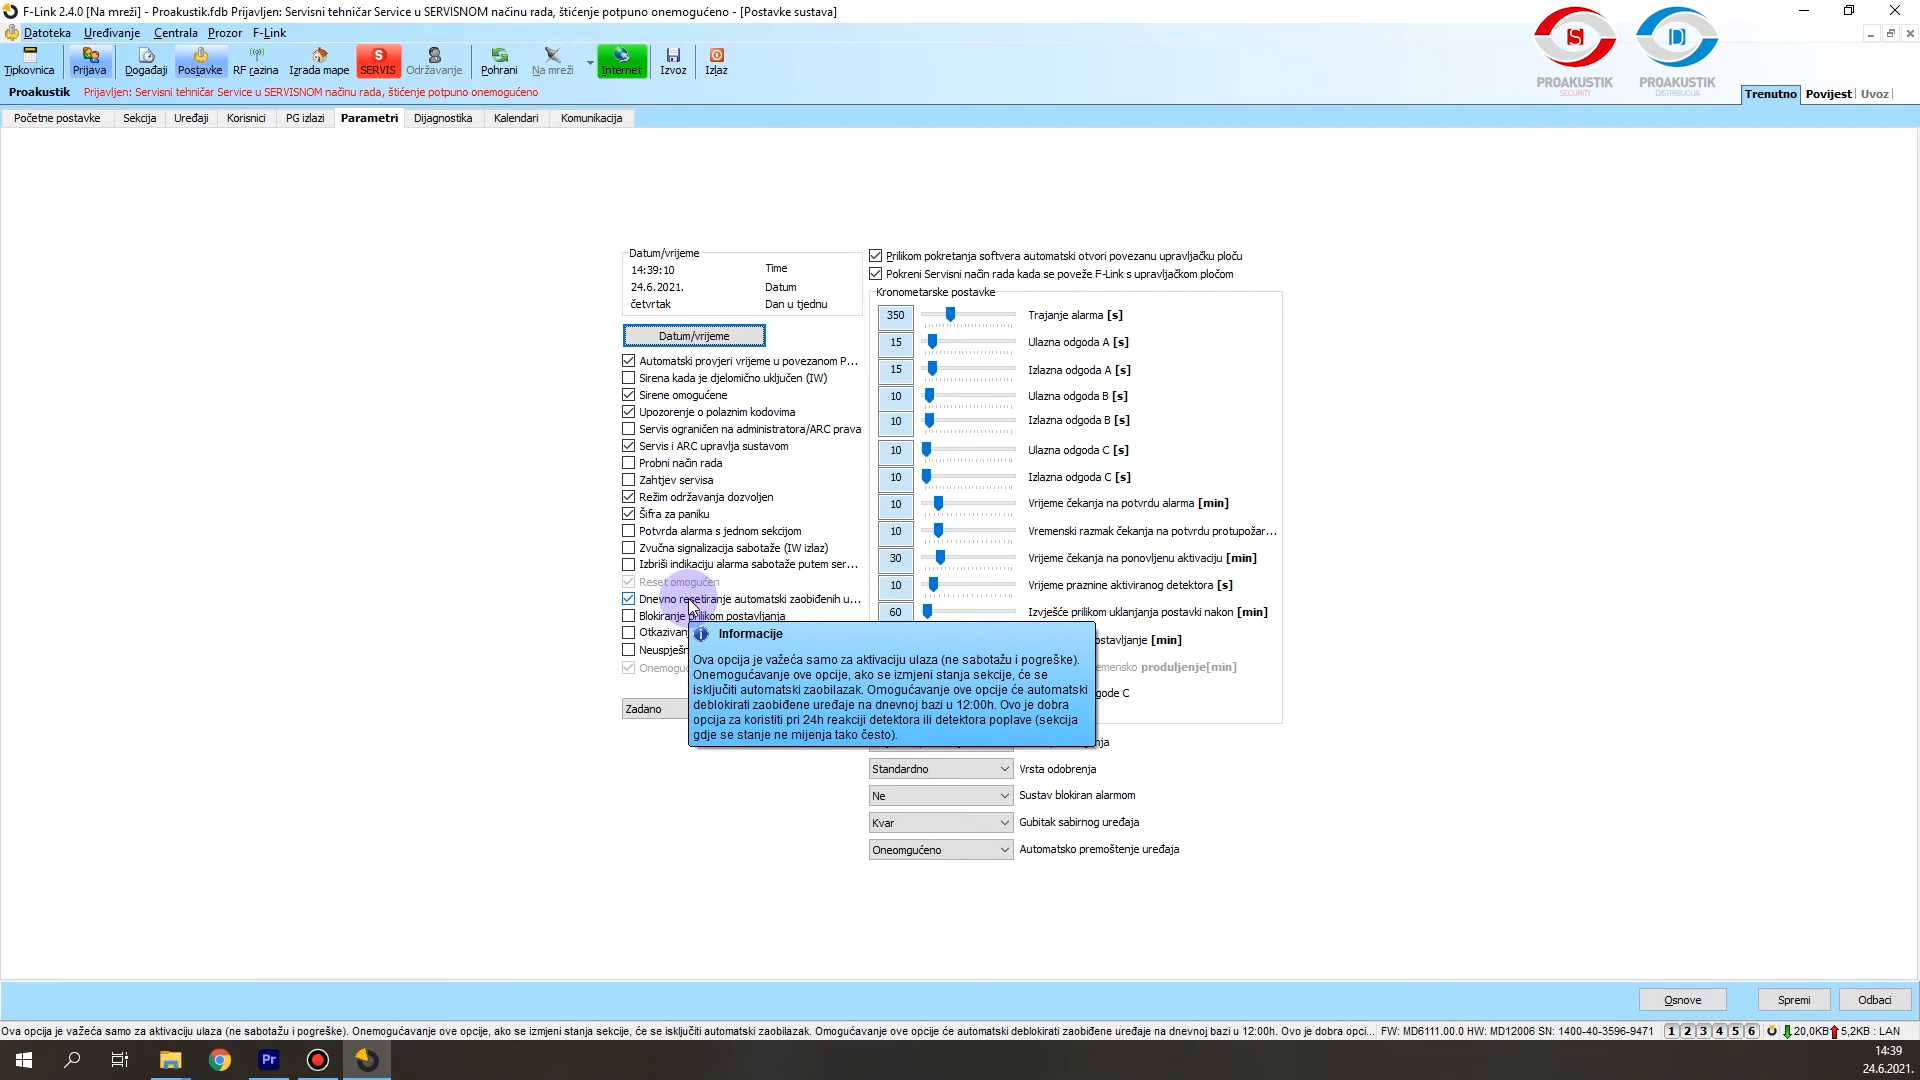 F-Link 2.4.0 [Na mreži] - Proakustik.fdb Prijavljen: Servisni tehničar Service u SERVISNOM načinu rada, štićenje potpuno onemogućeno - [Postavke sustava]
Datoteka Uređivanje Centrala Prozor F-Link
Tipkovnica Prijava Događaji Postavke RF razina Izrada mape SERVIS Održavanje Pohrani Na mreži Internet Izvoz Izlaz
S PROAKUSTIK SECURITY
D PROAKUSTIK DISTRIBUCIJA
Proakustik Prijavljen: Servisni tehničar Service u SERVISNOM načinu rada, štićenje potpuno onemogućeno
Trenutno Povijest Uvoz
Početne postavke Sekcija Uređaji Korisnici PG izlazi Parametri Dijagnostika Kalendari Komunikacija
Datum/vrijeme
14:39:10 Time
24.6.2021. Datum
četvrtak Dan u tjednu
Datum/vrijeme
Automatski provjeri vrijeme u povezanom P...
Sirena kada je djelomično uključen (IW)
Sirene omogućene
Upozorenje o polaznim kodovima
Servis ograničen na administratora/ARC prava
Servis i ARC upravlja sustavom
Probni način rada
Zahtjev servisa
Režim održavanja dozvoljen
Šifra za paniku
Potvrda alarma s jednom sekcijom
Zvučna signalizacija sabotaže (IW izlaz)
Izbriši indikaciju alarma sabotaže putem ser...
Reset omogućen
Dnevno resetiranje automatski zaobiđenih u...
Blokiranje prilikom postavljanja
Zadano
Prilikom pokretanja softvera automatski otvori povezanu upravljačku ploču
Pokreni Servisni način rada kada se poveže F-Link s upravljačkom pločom
Kronometarske postavke
350 Trajanje alarma [s]
15 Ulazna odgoda A [s]
15 Izlazna odgoda A [s]
10 Ulazna odgoda B [s]
10 Izlazna odgoda B [s]
10 Ulazna odgoda C [s]
10 Izlazna odgoda C [s]
10 Vrijeme čekanja na potvrdu alarma [min]
10 Vremenski razmak čekanja na potvrdu protupožar...
30 Vrijeme čekanja na ponovljenu aktivaciju [min]
10 Vrijeme praznine aktiviranog detektora [s]
60 Izvješće prilikom uklanjanja postavki nakon [min]
ostavljanje [min]
emensko produljenje[min]
gode C
Informacije
Ova opcija je važeća samo za aktivaciju ulaza (ne sabotažu i pogreške).
Onemogućavanje ove opcije, ako se izmjeni stanja sekcije, će se
isključiti automatski zaobilazak. Omogućavanje ove opcije će automatski
deblokirati zaobiđene uređaje na dnevnoj bazi u 12:00h. Ovo je dobra
opcija za koristiti pri 24h reakciji detektora ili detektora poplave (sekcija
gdje se stanje ne mijenja tako često).
Standardno Vrsta odobrenja
Ne Sustav blokiran alarmom
Kvar Gubitak sabirnog uređaja
Oneomgućeno Automatsko premoštenje uređaja
Osnove Spremi Odbaci
Ova opcija je važeća samo za aktivaciju ulaza (ne sabotažu i pogreške). Onemogućavanje ove opcije, ako se izmjeni stanja sekcije, će se isključiti automatski zaobilazak. Omogućavanje ove opcije će automatski deblokirati zaobiđene uređaje na dnevnoj bazi u 12:00h. Ovo je dobra opci... FW: MD6111.00.0 HW: MD12006 SN: 1400-40-3596-9471 1 2 3 4 5 6 20,0KB 5,2KB : LAN
Pr
14:39
24.6.2021.